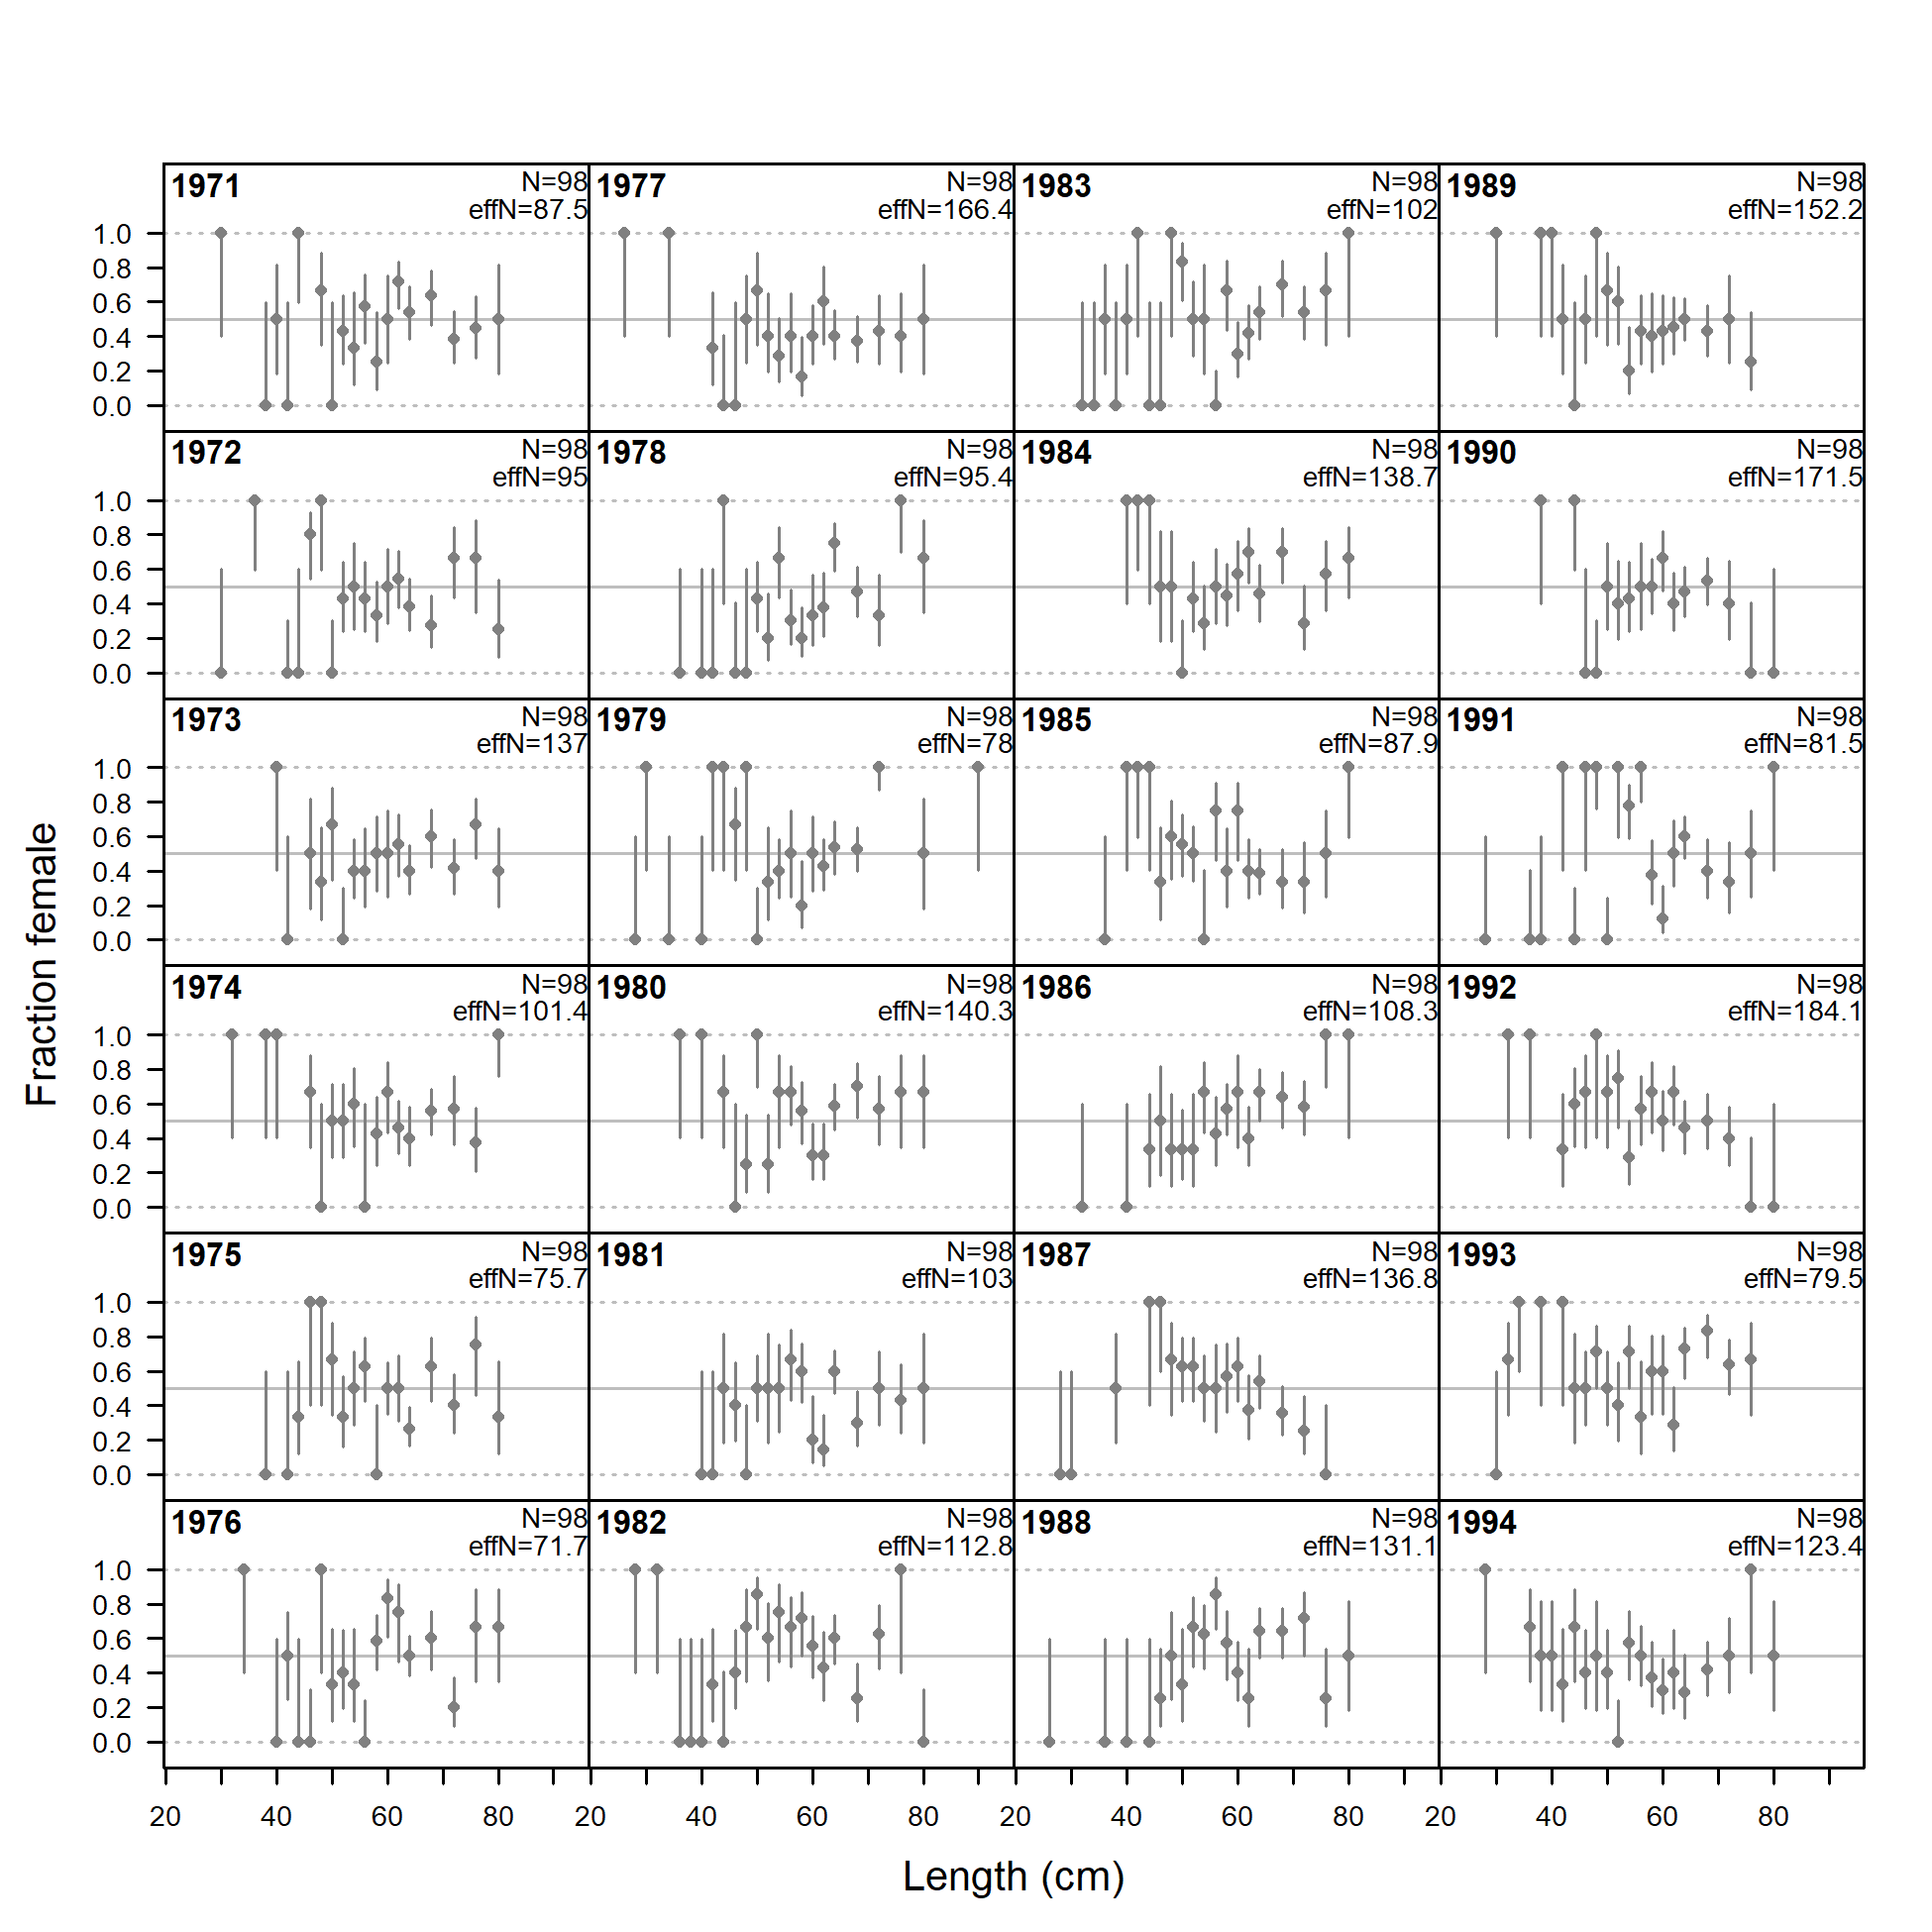 1971 N=98 1977 N=98 1983 N=98 1989 N=98
effN=87.5 effN=166.4 effN=102 effN=152.2
1.0
0.8
0.6
0.4
0.2
0.0
1972 N=98 1978 N=98 1984 N=98 1990 N=98
effN=95 effN=95.4 effN=138.7 effN=171.5
1.0
0.8
0.6
0.4
0.2
0.0
1973 N=98 1979 N=98 1985 N=98 1991 N=98
effN=137 effN=78 effN=87.9 effN=81.5
1.0
0.8
0.6
0.4
0.2
0.0
Fraction female
1974 N=98 1980 N=98 1986 N=98 1992 N=98
effN=101.4 effN=140.3 effN=108.3 effN=184.1
1.0
0.8
0.6
0.4
0.2
0.0
1975 N=98 1981 N=98 1987 N=98 1993 N=98
effN=75.7 effN=103 effN=136.8 effN=79.5
1.0
0.8
0.6
0.4
0.2
0.0
1976 N=98 1982 N=98 1988 N=98 1994 N=98
effN=71.7 effN=112.8 effN=131.1 effN=123.4
1.0
0.8
0.6
0.4
0.2
0.0
20 40 60 80 20 40 60 80 20 40 60 80 20 40 60 80
Length (cm)